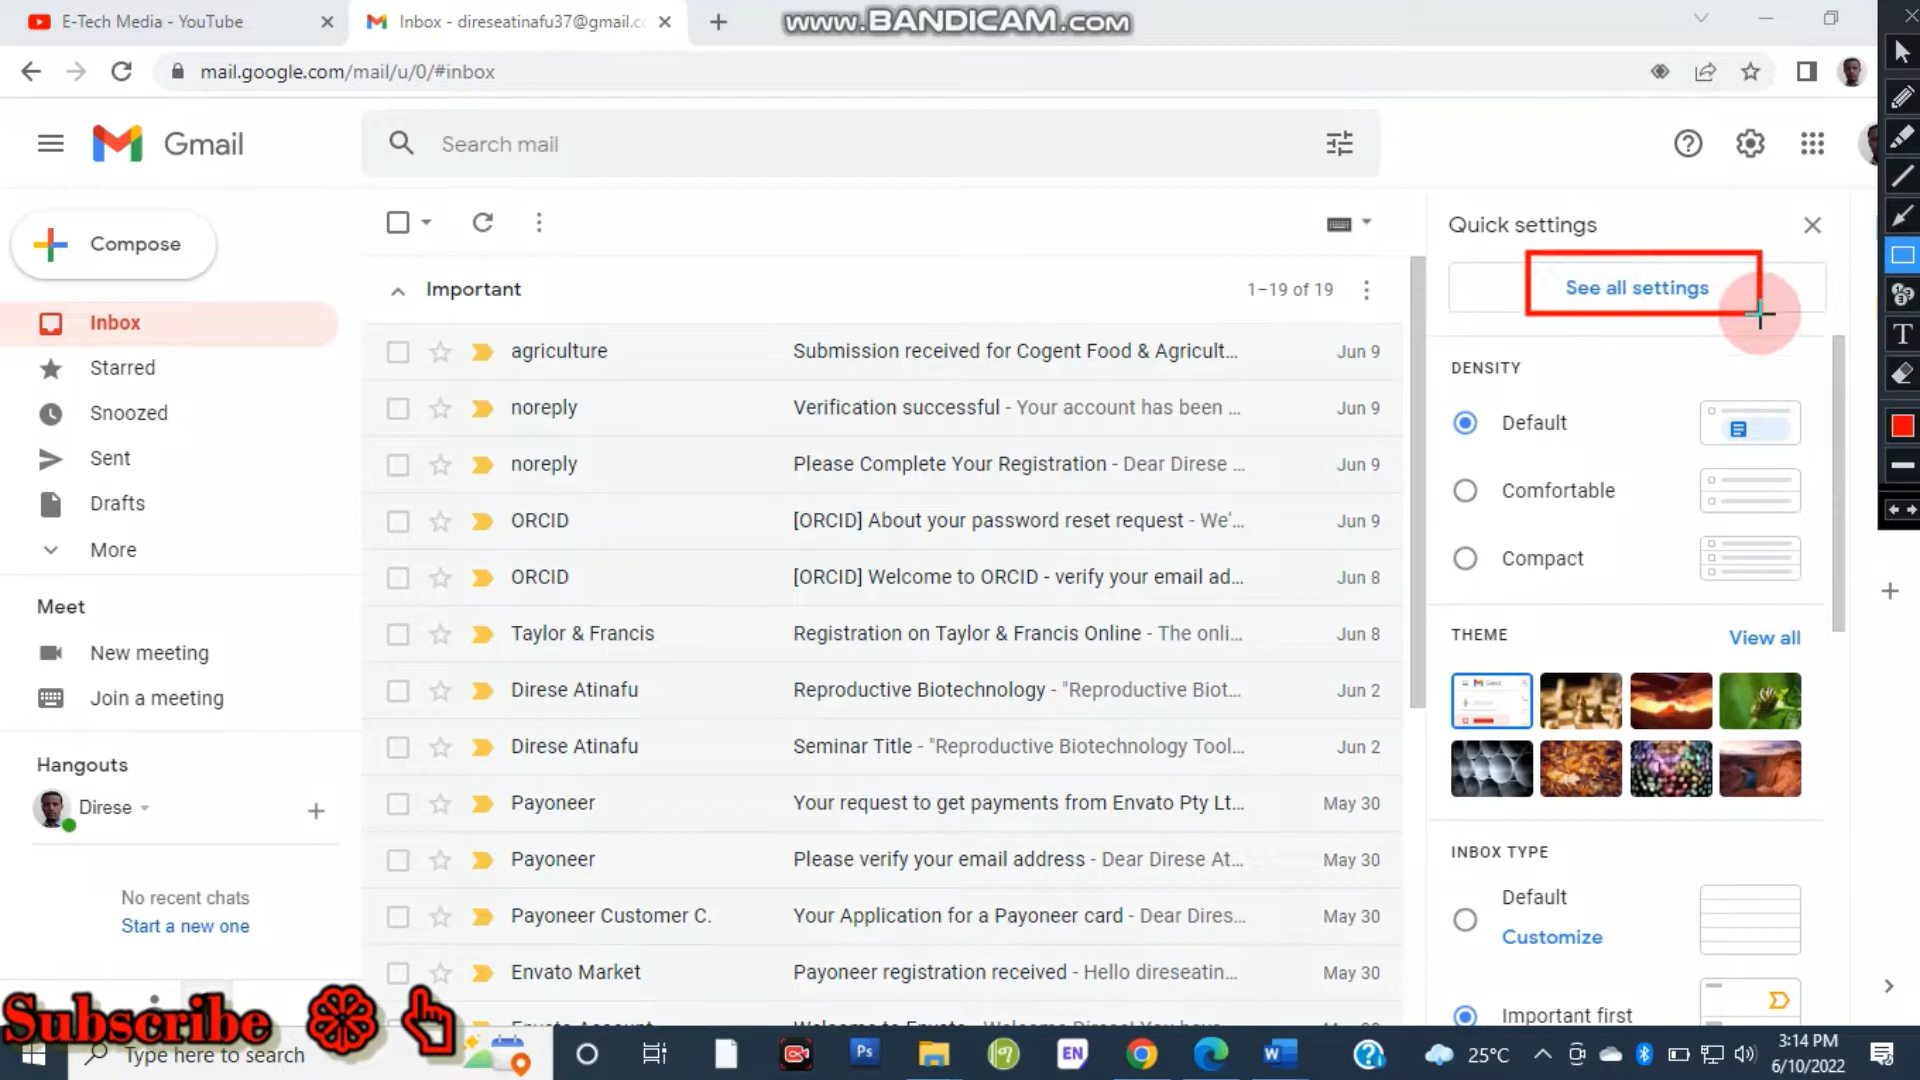 E-Tech Media - YouTube
Inbox - direseatinafu37@gmail.c
www.BANDICAM.com
mail.google.com/mail/u/0/#inbox
Gmail
Search mail
Compose
Inbox
Starred
Snoozed
Sent
Drafts
More
Meet
New meeting
Join a meeting
Hangouts
Direse
No recent chats
Start a new one
Important
1–19 of 19
agriculture Submission received for Cogent Food & Agricult... Jun 9
noreply Verification successful - Your account has been ... Jun 9
noreply Please Complete Your Registration - Dear Direse ... Jun 9
ORCID [ORCID] About your password reset request - We'... Jun 9
ORCID [ORCID] Welcome to ORCID - verify your email ad... Jun 8
Taylor & Francis Registration on Taylor & Francis Online - The onli... Jun 8
Direse Atinafu Reproductive Biotechnology - "Reproductive Biot... Jun 2
Direse Atinafu Seminar Title - "Reproductive Biotechnology Tool... Jun 2
Payoneer Your request to get payments from Envato Pty Lt... May 30
Payoneer Please verify your email address - Dear Direse At... May 30
Payoneer Customer C. Your Application for a Payoneer card - Dear Dires... May 30
Envato Market Payoneer registration received - Hello direseatin... May 30
Quick settings
See all settings
DENSITY
Default
Comfortable
Compact
THEME
View all
INBOX TYPE
Default
Customize
Important first
Subscribe
Type here to search
Ps
EN
W
25°C
3:14 PM
6/10/2022